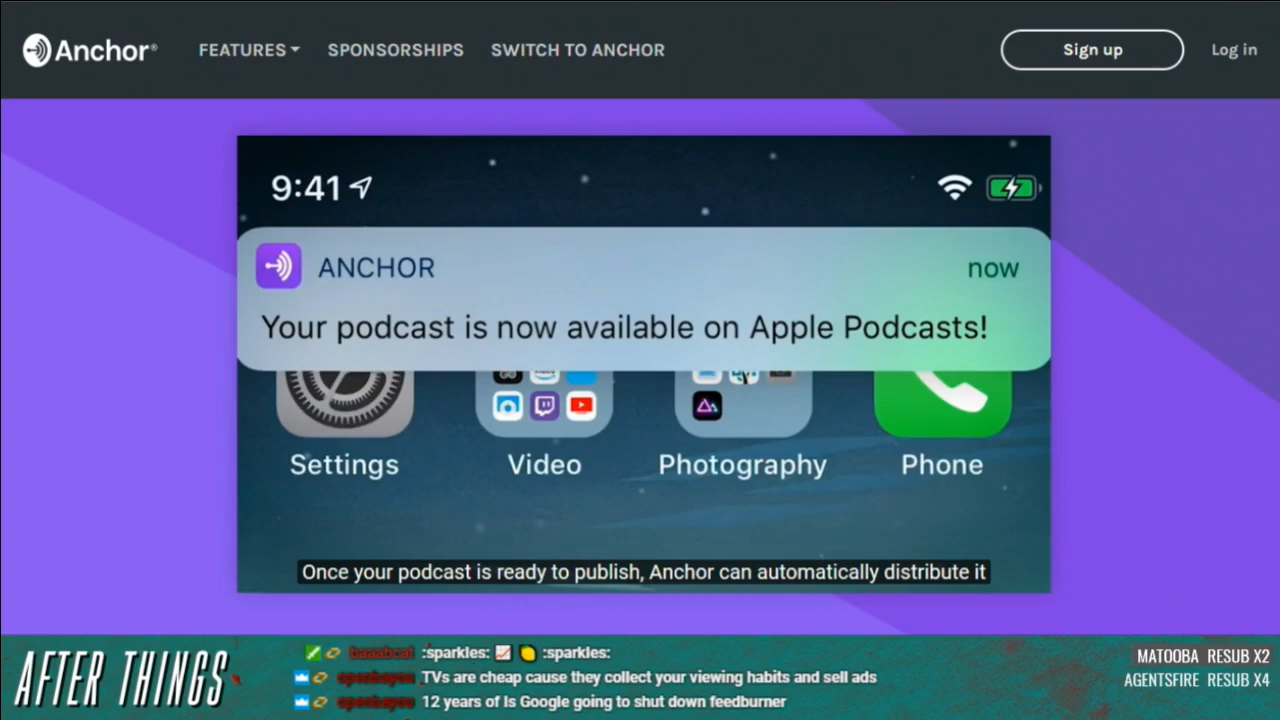 Anchor®
FEATURES
SPONSORSHIPS
SWITCH TO ANCHOR
Sign up
Log in
9:41
ANCHOR
now
Your podcast is now available on Apple Podcasts!
Settings
Video
Photography
Phone
Once your podcast is ready to publish, Anchor can automatically distribute it
AFTER THINGS
baaabcat :sparkles: :sparkles:
openbayou TVs are cheap cause they collect your viewing habits and sell ads
openbayou 12 years of Is Google going to shut down feedburner
MATOOBA RESUB X2
AGENTSFIRE RESUB X4